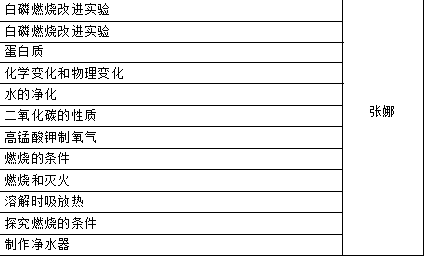 白磷燃烧改进实验
白磷燃烧改进实验
蛋白质
化学变化和物理变化
水的净化
二氧化碳的性质
张娜
高锰酸钾制氧气
燃烧的条件
燃烧和灭火
溶解时吸放热
探究燃烧的条件
制作净水器